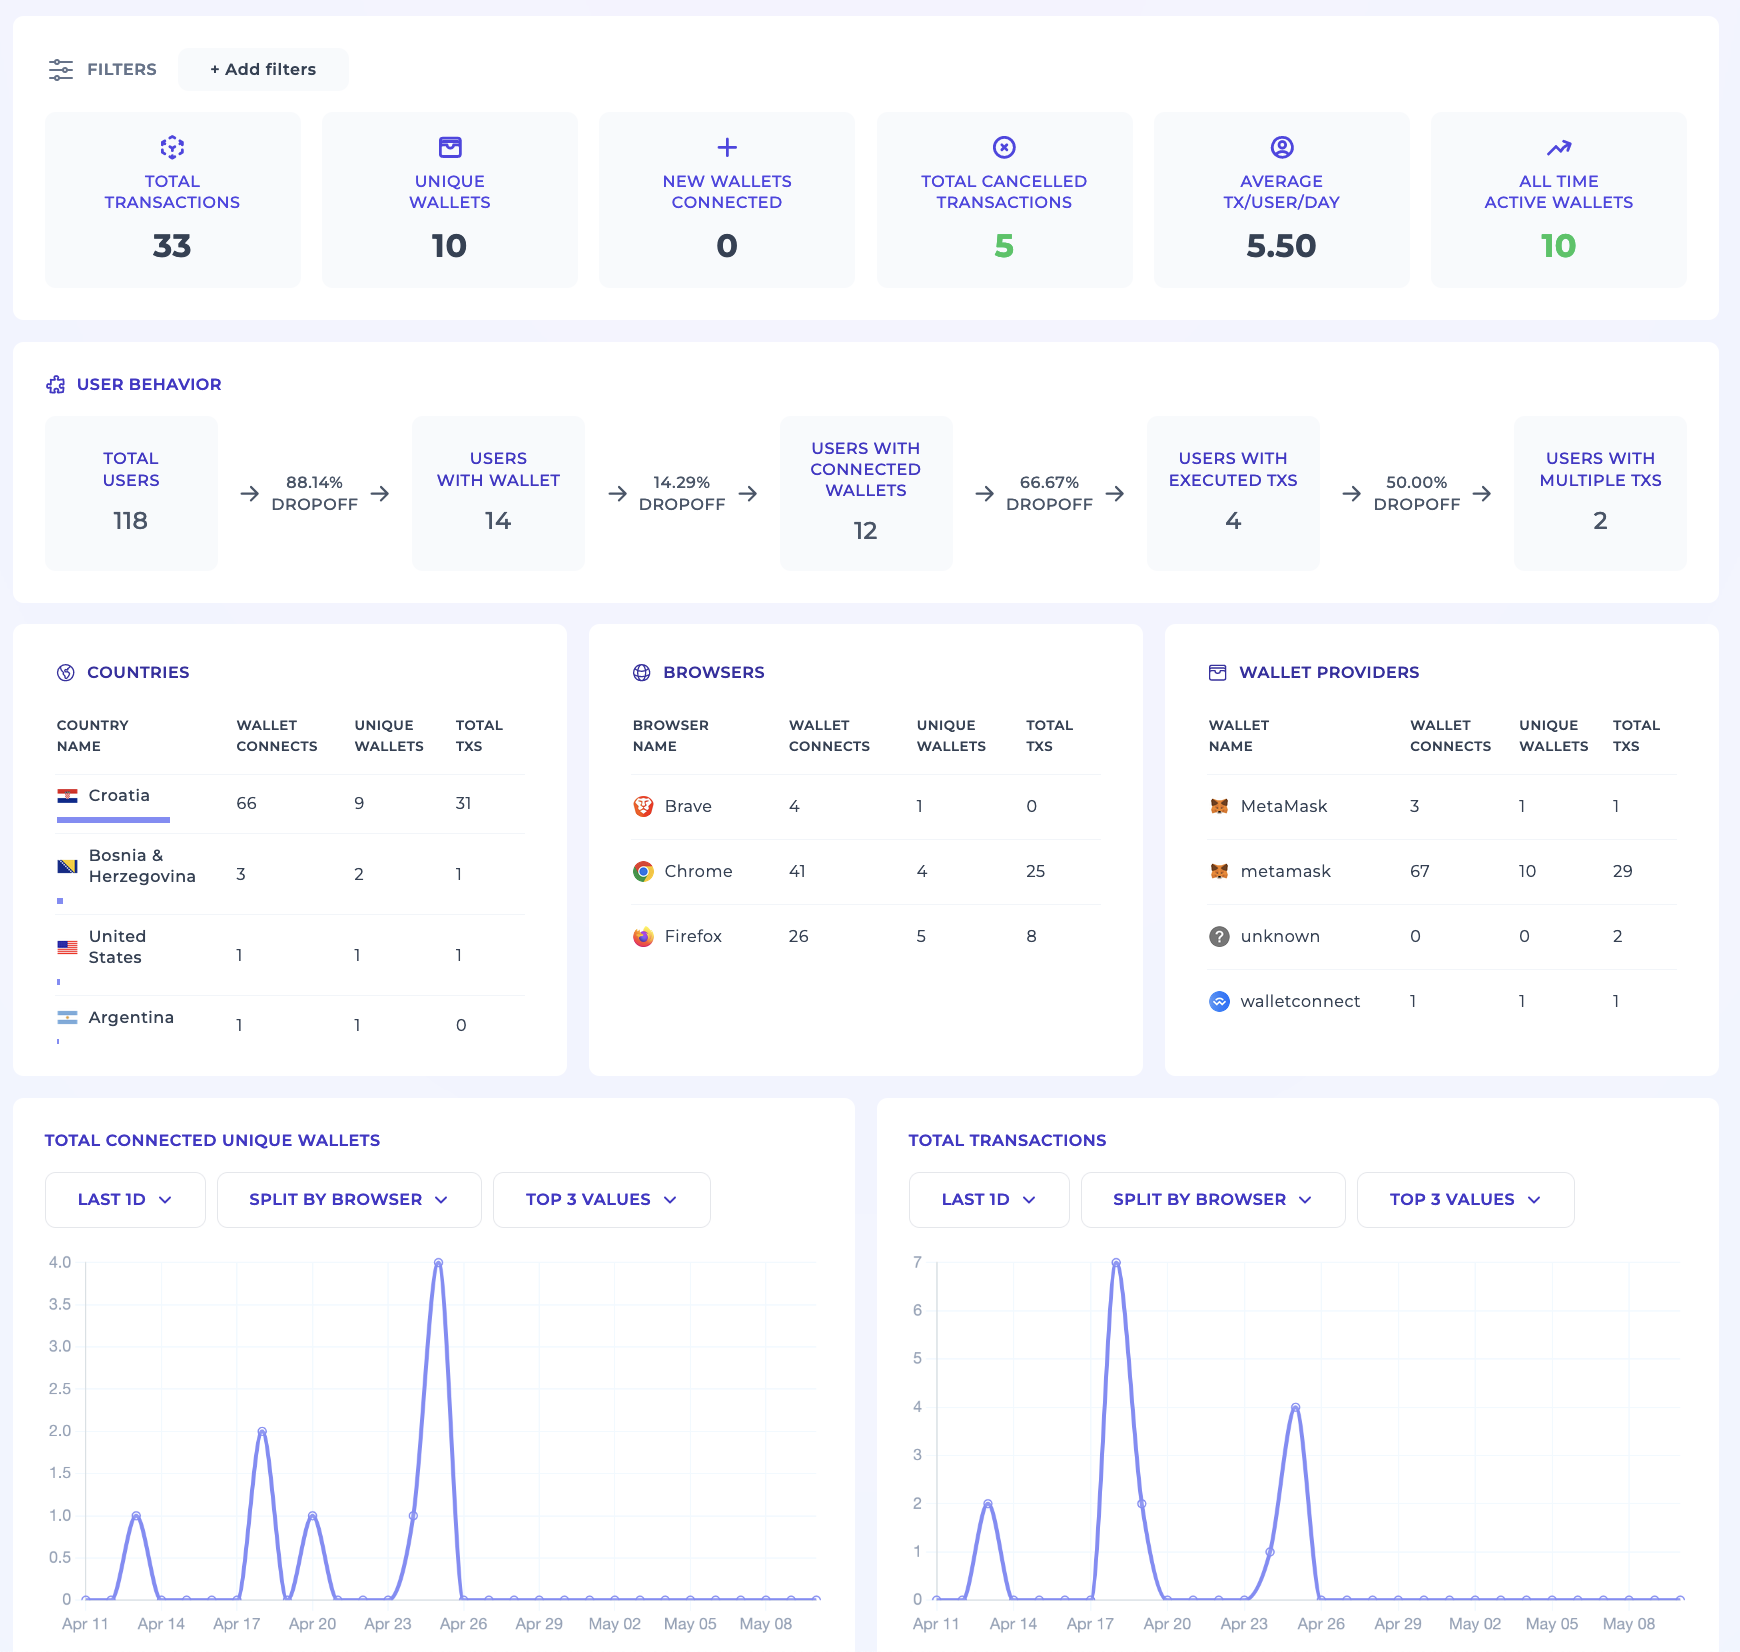 FILTERS
+ Add filters
TOTAL
TRANSACTIONS
33
UNIQUE
WALLETS
10
NEW WALLETS
CONNECTED
0
TOTAL CANCELLED
TRANSACTIONS
5
AVERAGE
TX/USER/DAY
5.50
ALL TIME
ACTIVE WALLETS
10
USER BEHAVIOR
TOTAL
USERS
118
88.14%
DROPOFF
USERS
WITH WALLET
14
14.29%
DROPOFF
USERS WITH
CONNECTED
WALLETS
12
66.67%
DROPOFF
USERS WITH
EXECUTED TXS
4
50.00%
DROPOFF
USERS WITH
MULTIPLE TXS
2
COUNTRIES
COUNTRY NAME WALLET CONNECTS UNIQUE WALLETS TOTAL TXS
Croatia 66 9 31
Bosnia & Herzegovina 3 2 1
United States 1 1 1
Argentina 1 1 0
BROWSERS
BROWSER NAME WALLET CONNECTS UNIQUE WALLETS TOTAL TXS
Brave 4 1 0
Chrome 41 4 25
Firefox 26 5 8
WALLET PROVIDERS
WALLET NAME WALLET CONNECTS UNIQUE WALLETS TOTAL TXS
MetaMask 3 1 1
metamask 67 10 29
? unknown 0 0 2
walletconnect 1 1 1
TOTAL CONNECTED UNIQUE WALLETS
LAST 1D SPLIT BY BROWSER TOP 3 VALUES
4.0
3.5
3.0
2.5
2.0
1.5
1.0
0.5
0
Apr 11 Apr 14 Apr 17 Apr 20 Apr 23 Apr 26 Apr 29 May 02 May 05 May 08
TOTAL TRANSACTIONS
LAST 1D SPLIT BY BROWSER TOP 3 VALUES
7
6
5
4
3
2
1
0
Apr 11 Apr 14 Apr 17 Apr 20 Apr 23 Apr 26 Apr 29 May 02 May 05 May 08